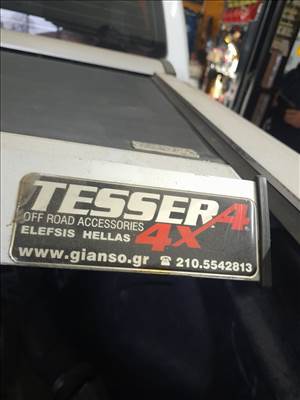 TESSERA
OFF ROAD ACCESSORIES
4x4
ELEFSIS HELLAS
www.gianso.gr ☎ 210.5542813